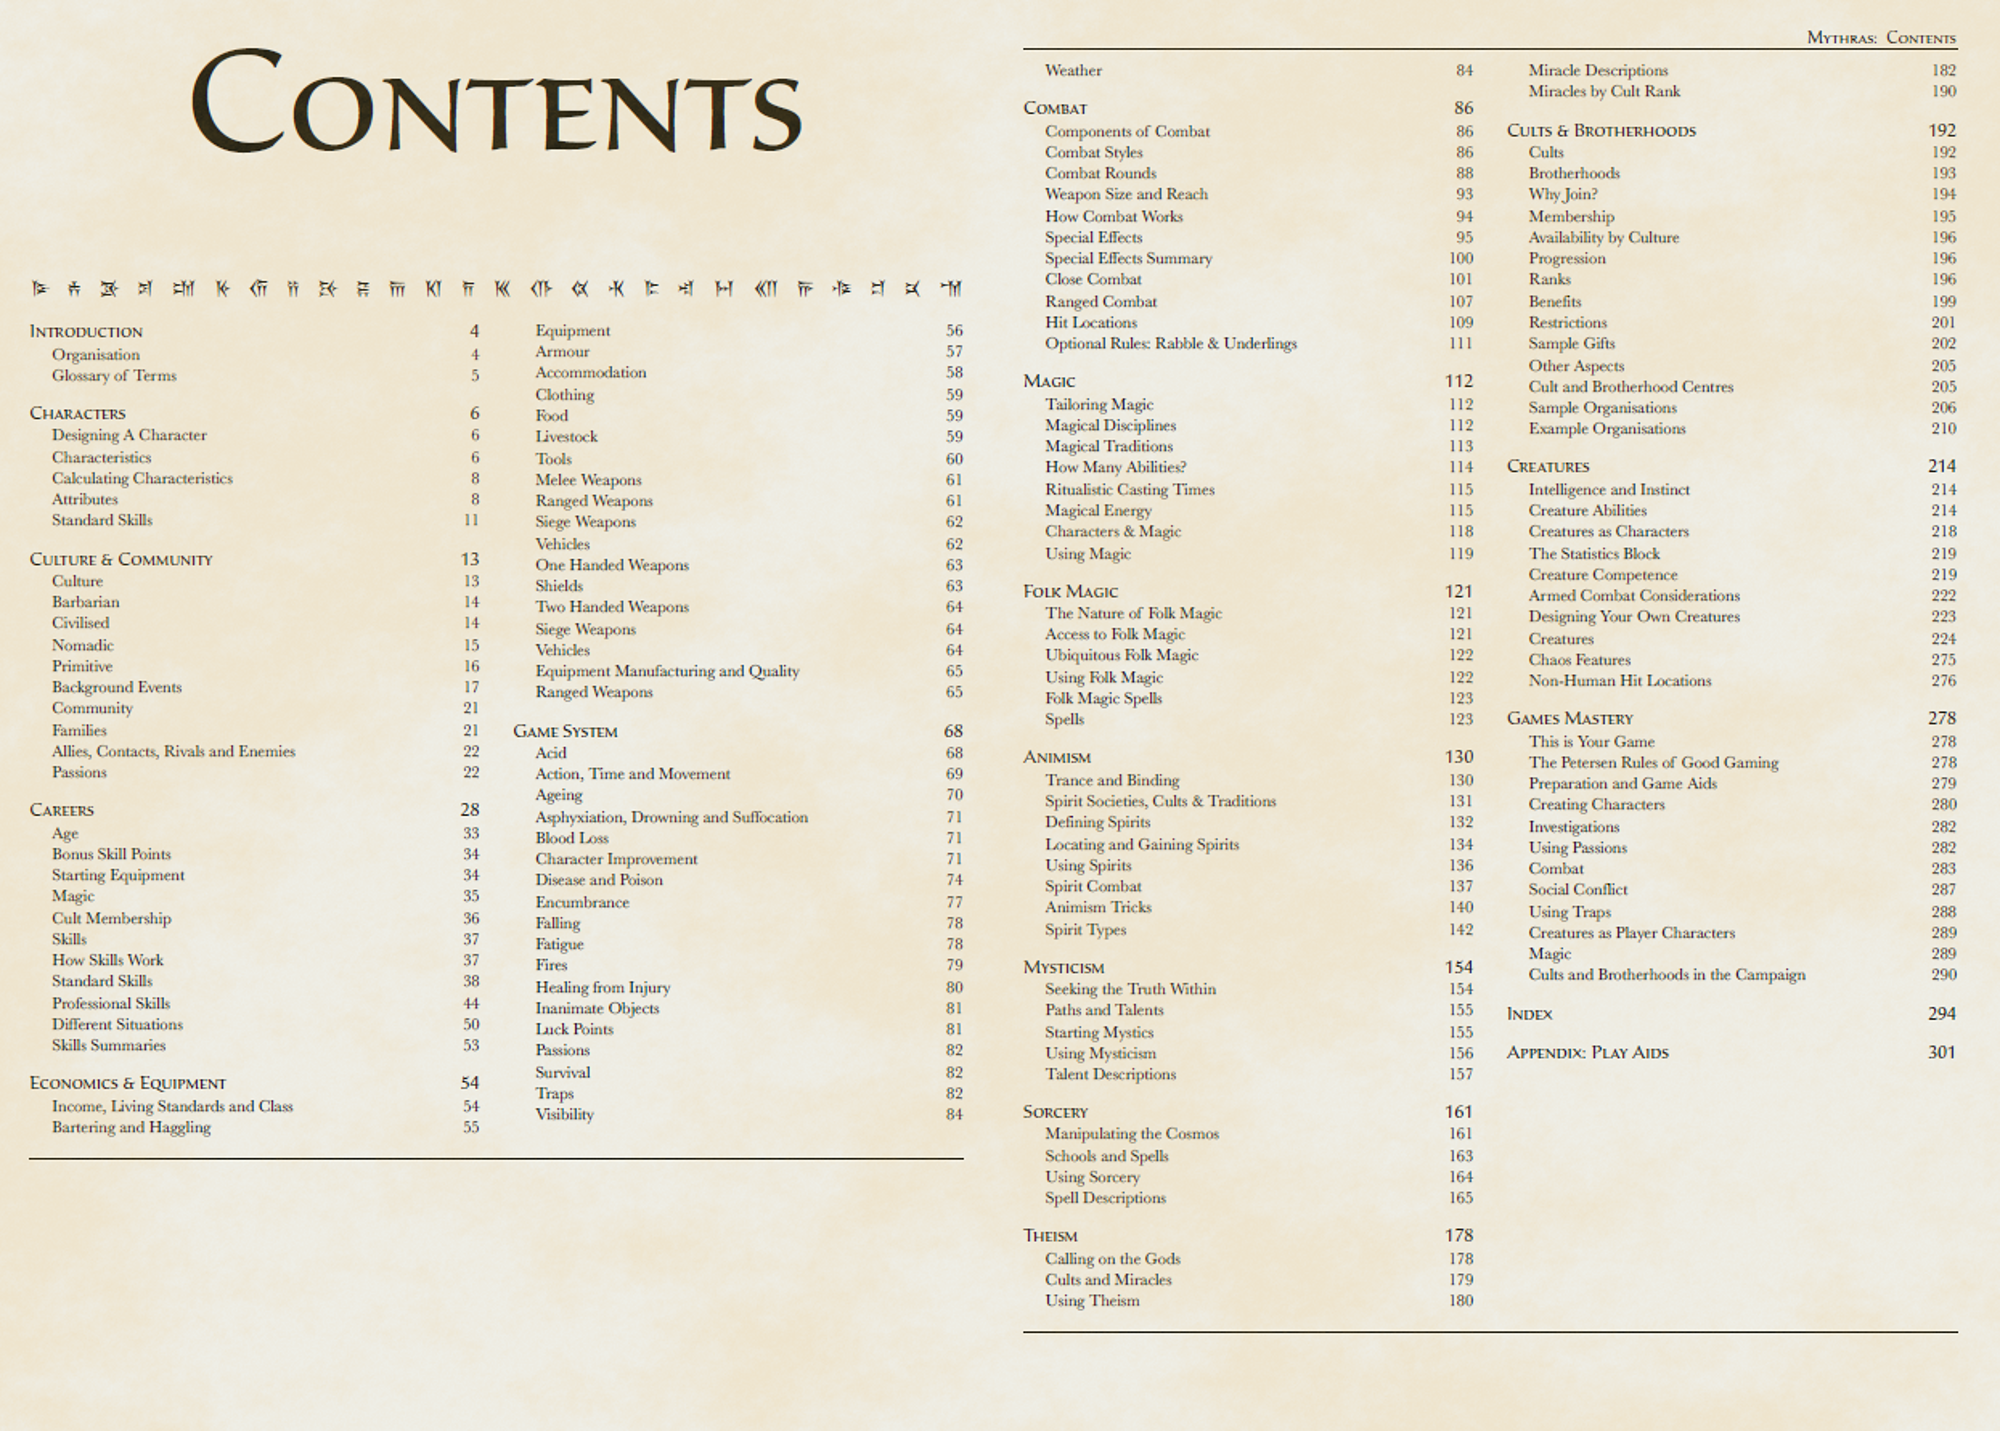 Contents
Introduction 4
Organisation 4
Glossary of Terms 5
Characters 6
Designing A Character 6
Characteristics 6
Calculating Characteristics 8
Attributes 8
Standard Skills 11
Culture & Community 13
Culture 13
Barbarian 14
Civilised 14
Nomadic 15
Primitive 16
Background Events 17
Community 21
Families 21
Allies, Contacts, Rivals and Enemies 22
Passions 22
Careers 28
Age 33
Bonus Skill Points 34
Starting Equipment 34
Magic 35
Cult Membership 36
Skills 37
How Skills Work 37
Standard Skills 38
Professional Skills 44
Different Situations 50
Skills Summaries 53
Economics & Equipment 54
Income, Living Standards and Class 54
Bartering and Haggling 55
Equipment 56
Armour 57
Accommodation 58
Clothing 59
Food 59
Livestock 59
Tools 60
Melee Weapons 61
Ranged Weapons 61
Siege Weapons 62
Vehicles 62
One Handed Weapons 63
Shields 63
Two Handed Weapons 64
Siege Weapons 64
Vehicles 64
Equipment Manufacturing and Quality 65
Ranged Weapons 65
Game System 68
Acid 68
Action, Time and Movement 69
Ageing 70
Asphyxiation, Drowning and Suffocation 71
Blood Loss 71
Character Improvement 71
Disease and Poison 74
Encumbrance 77
Falling 78
Fatigue 78
Fires 79
Healing from Injury 80
Inanimate Objects 81
Luck Points 81
Passions 82
Survival 82
Traps 82
Visibility 84
Mythras: Contents
Weather 84
Combat 86
Components of Combat 86
Combat Styles 86
Combat Rounds 88
Weapon Size and Reach 93
How Combat Works 94
Special Effects 95
Special Effects Summary 100
Close Combat 101
Ranged Combat 107
Hit Locations 109
Optional Rules: Rabble & Underlings 111
Magic 112
Tailoring Magic 112
Magical Disciplines 112
Magical Traditions 113
How Many Abilities? 114
Ritualistic Casting Times 115
Magical Energy 115
Characters & Magic 118
Using Magic 119
Folk Magic 121
The Nature of Folk Magic 121
Access to Folk Magic 121
Ubiquitous Folk Magic 122
Using Folk Magic 122
Folk Magic Spells 123
Spells 123
Animism 130
Trance and Binding 130
Spirit Societies, Cults & Traditions 131
Defining Spirits 132
Locating and Gaining Spirits 134
Using Spirits 136
Spirit Combat 137
Animism Tricks 140
Spirit Types 142
Mysticism 154
Seeking the Truth Within 154
Paths and Talents 155
Starting Mystics 155
Using Mysticism 156
Talent Descriptions 157
Sorcery 161
Manipulating the Cosmos 161
Schools and Spells 163
Using Sorcery 164
Spell Descriptions 165
Theism 178
Calling on the Gods 178
Cults and Miracles 179
Using Theism 180
Miracle Descriptions 182
Miracles by Cult Rank 190
Cults & Brotherhoods 192
Cults 192
Brotherhoods 193
Why Join? 194
Membership 195
Availability by Culture 196
Progression 196
Ranks 196
Benefits 199
Restrictions 201
Sample Gifts 202
Other Aspects 205
Cult and Brotherhood Centres 205
Sample Organisations 206
Example Organisations 210
Creatures 214
Intelligence and Instinct 214
Creature Abilities 214
Creatures as Characters 218
The Statistics Block 219
Creature Competence 219
Armed Combat Considerations 222
Designing Your Own Creatures 223
Creatures 224
Chaos Features 275
Non-Human Hit Locations 276
Games Mastery 278
This is Your Game 278
The Petersen Rules of Good Gaming 278
Preparation and Game Aids 279
Creating Characters 280
Investigations 282
Using Passions 282
Combat 283
Social Conflict 287
Using Traps 288
Creatures as Player Characters 289
Magic 289
Cults and Brotherhoods in the Campaign 290
Index 294
Appendix: Play Aids 301